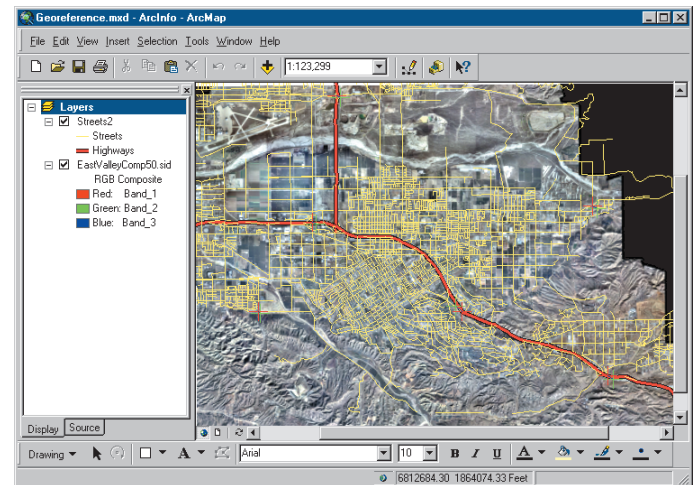 Georeference.mxd - ArcInfo - ArcMap
File Edit View Insert Selection Tools Window Help
1:123,299
Layers
Streets2
Streets
Highways
EastValleyComp50.sid
RGB Composite
Red: Band_1
Green: Band_2
Blue: Band_3
Display Source
Drawing A Arial 10 B I U A
6812684.30 1864074.33 Feet